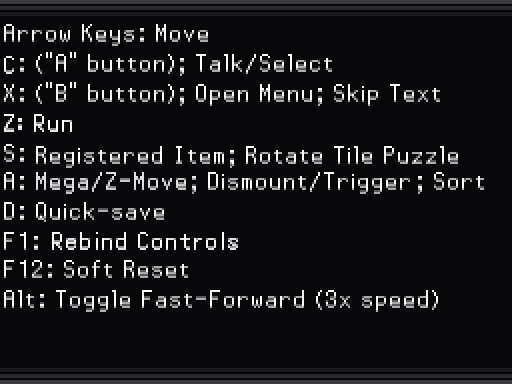 Arrow Keys: Move
C: ("A" button); Talk/Select
X: ("B" button); Open Menu; Skip Text
Z: Run
S: Registered Item; Rotate Tile Puzzle
A: Mega/Z-Move; Dismount/Trigger; Sort
D: Quick-save
F1: Rebind Controls
F12: Soft Reset
Alt: Toggle Fast-Forward (3x speed)